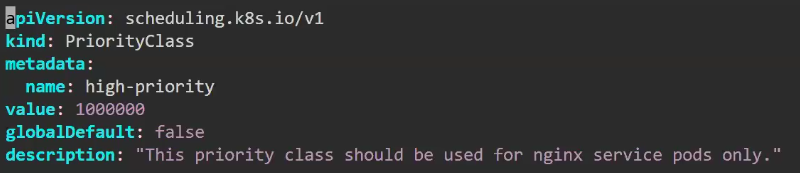 apiVersion: scheduling.k8s.io/v1
kind: PriorityClass
metadata:
  name: high-priority
value: 1000000
globalDefault: false
description: "This priority class should be used for nginx service pods only."